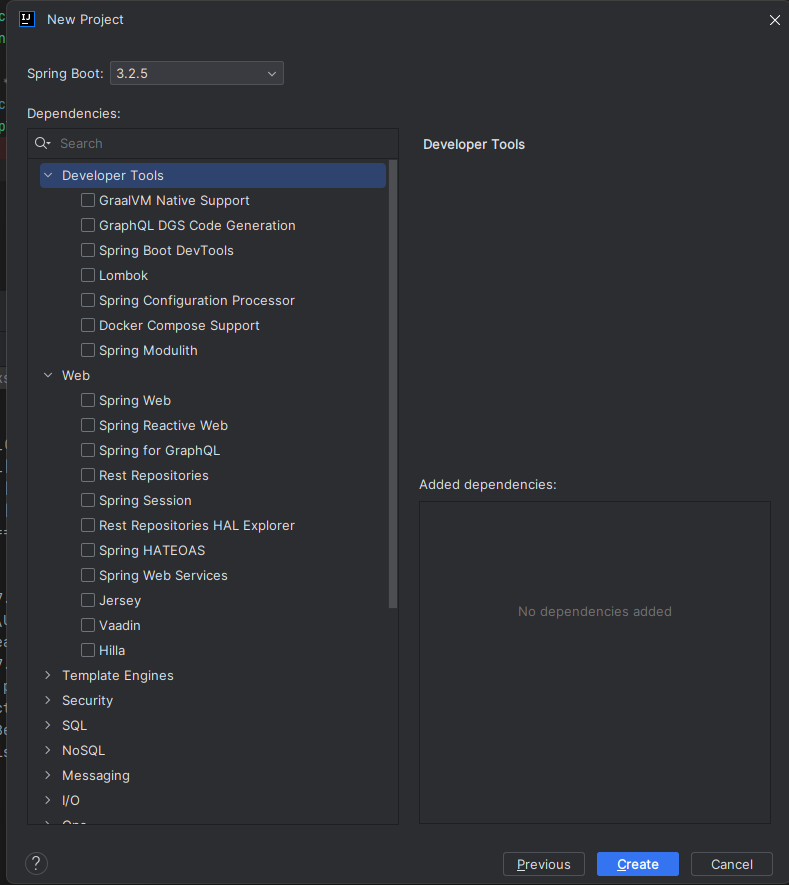 New Project
Spring Boot: 3.2.5
Dependencies:
Search
Developer Tools
GraalVM Native Support
GraphQL DGS Code Generation
Spring Boot DevTools
Lombok
Spring Configuration Processor
Docker Compose Support
Spring Modulith
Web
Spring Web
Spring Reactive Web
Spring for GraphQL
Rest Repositories
Spring Session
Rest Repositories HAL Explorer
Spring HATEOAS
Spring Web Services
Jersey
Vaadin
Hilla
Template Engines
Security
SQL
NoSQL
Messaging
I/O
Developer Tools
Added dependencies:
No dependencies added
?
Previous
Create
Cancel